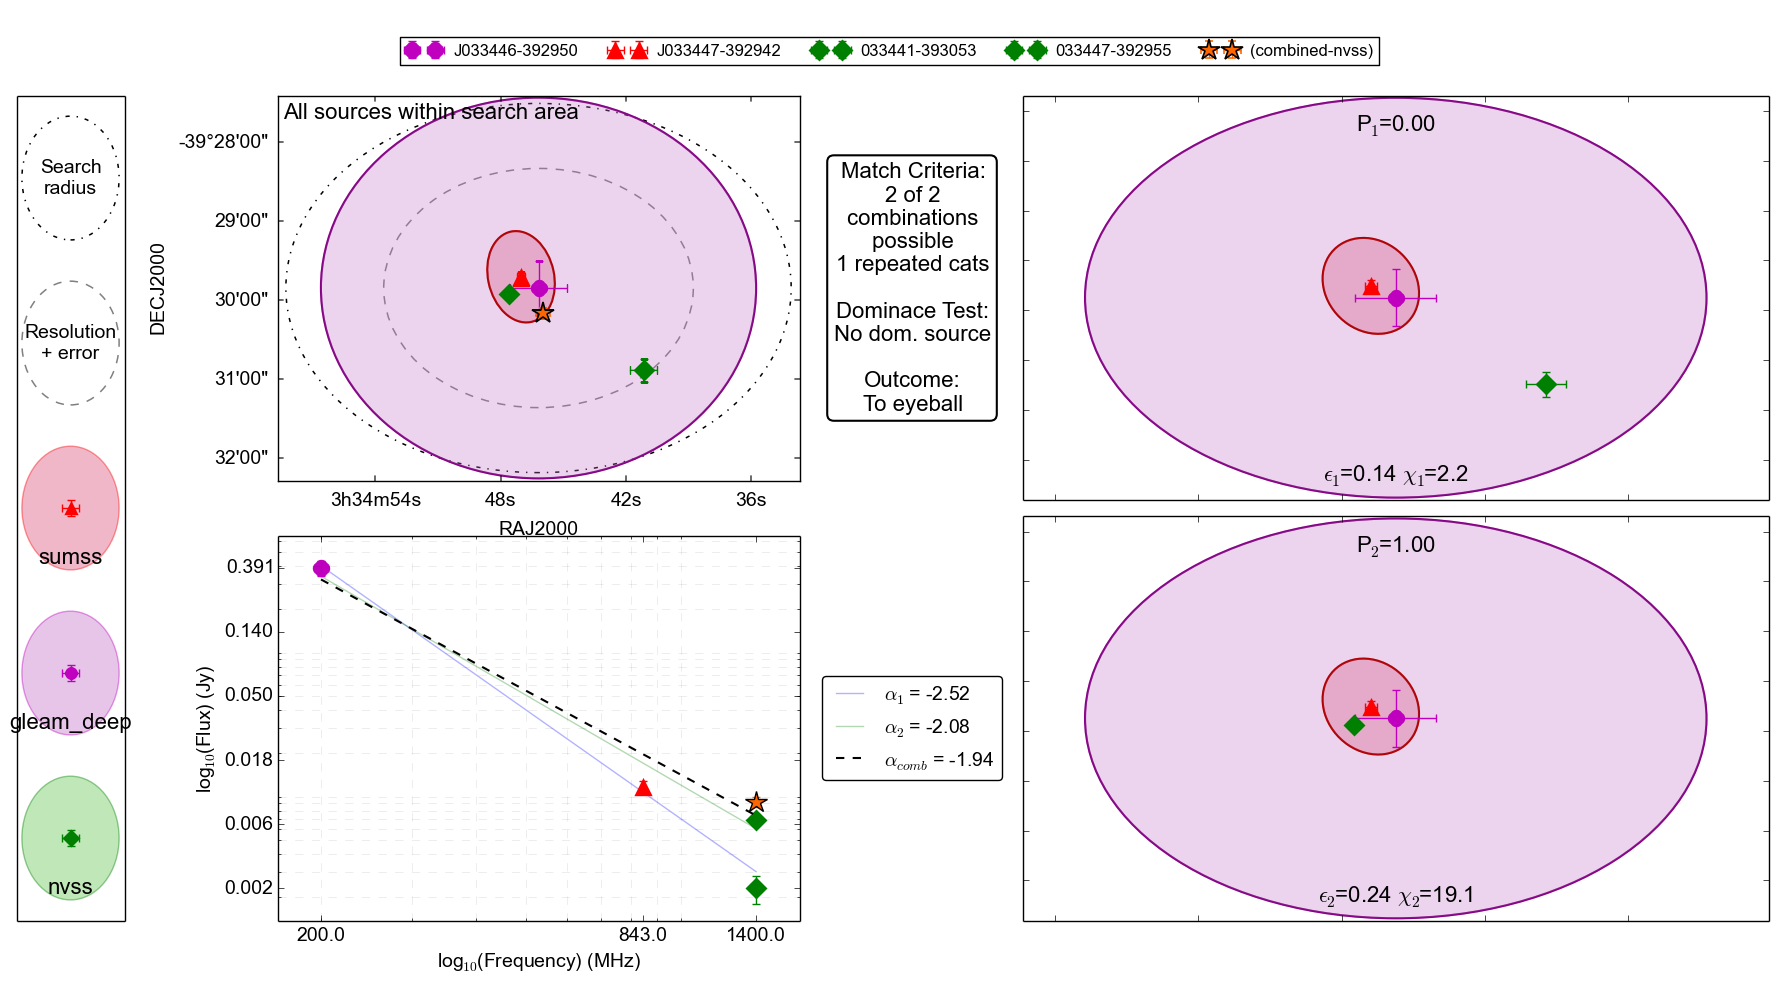 J033446-392950 J033447-392942 033441-393053 033447-392955 (combined-nvss)
Search
radius
Resolution
+ error
sumss
gleam_deep
nvss
All sources within search area
DECJ2000
-39°28'00"
29'00"
30'00"
31'00"
32'00"
3h34m54s 48s 42s 36s
RAJ2000
Match Criteria:
2 of 2
combinations
possible
1 repeated cats
Dominace Test:
No dom. source
Outcome:
To eyeball
P₁=0.00
ϵ₁=0.14 χ₁=2.2
log₁₀(Flux) (Jy)
0.391
0.140
0.050
0.018
0.006
0.002
200.0 843.0 1400.0
log₁₀(Frequency) (MHz)
α₁ = -2.52
α₂ = -2.08
α_comb = -1.94
P₂=1.00
ϵ₂=0.24 χ₂=19.1